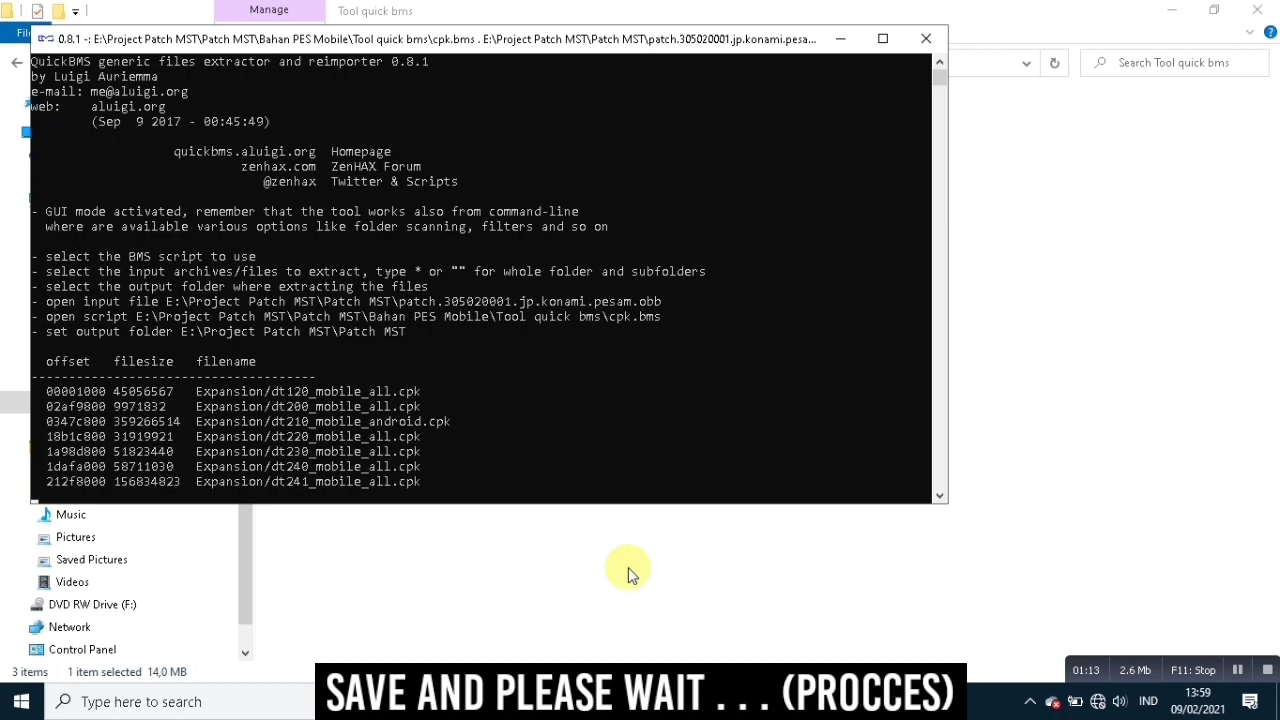 Manage
Tool quick bms
File
0.8.1 -: E:\Project Patch MST\Patch MST\Bahan PES Mobile\Tool quick bms\cpk.bms . E:\Project Patch MST\Patch MST\patch.305020001.jp.konami.pesa...
Search Tool quick bms
QuickBMS generic files extractor and reimporter 0.8.1
by Luigi Auriemma
e-mail: me@aluigi.org
web: aluigi.org
(Sep 9 2017 - 00:45:49)
quickbms.aluigi.org Homepage
zenhax.com ZenHAX Forum
@zenhax Twitter & Scripts
- GUI mode activated, remember that the tool works also from command-line
where are available various options like folder scanning, filters and so on
- select the BMS script to use
- select the input archives/files to extract, type * or "" for whole folder and subfolders
- select the output folder where extracting the files
- open input file E:\Project Patch MST\Patch MST\patch.305020001.jp.konami.pesam.obb
- open script E:\Project Patch MST\Patch MST\Bahan PES Mobile\Tool quick bms\cpk.bms
- set output folder E:\Project Patch MST\Patch MST
offset filesize filename
--------------------------------------
00001000 45056567 Expansion/dt120_mobile_all.cpk
02af9800 9971832 Expansion/dt200_mobile_all.cpk
0347c800 359266514 Expansion/dt210_mobile_android.cpk
18b1c800 31919921 Expansion/dt220_mobile_all.cpk
1a98d800 51823440 Expansion/dt230_mobile_all.cpk
1dafa000 58711030 Expansion/dt240_mobile_all.cpk
212f8000 156834823 Expansion/dt241_mobile_all.cpk
Music
Pictures
Saved Pictures
Videos
DVD RW Drive (F:)
Network
Control Panel
3 items 1 item selected 14,0 MB
SAVE AND PLEASE WAIT . . . (PROCCES)
01:13 2.6 Mb F11: Stop
Type here to search
IND
13:59
09/02/2021